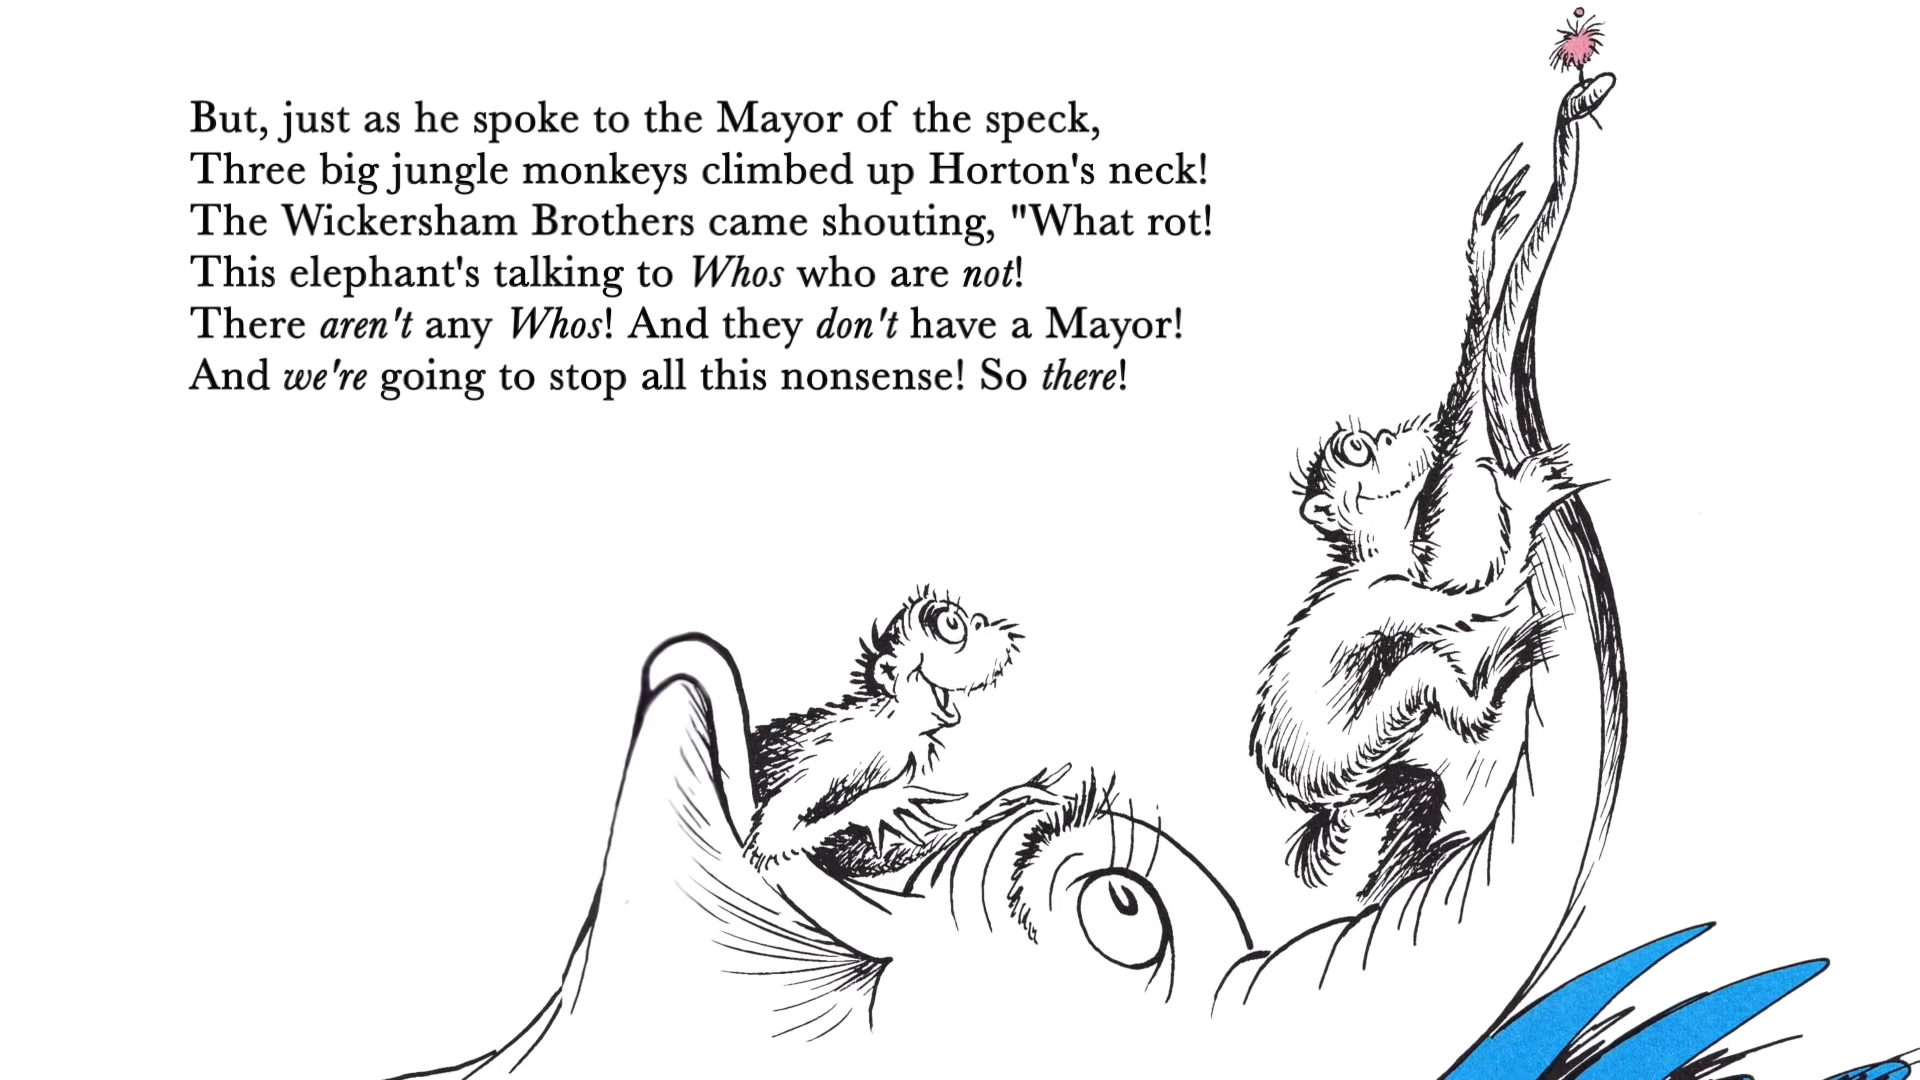 But, just as he spoke to the Mayor of the speck,
Three big jungle monkeys climbed up Horton's neck!
The Wickersham Brothers came shouting, "What rot!
This elephant's talking to Whos who are not!
There aren't any Whos! And they don't have a Mayor!
And we're going to stop all this nonsense! So there!